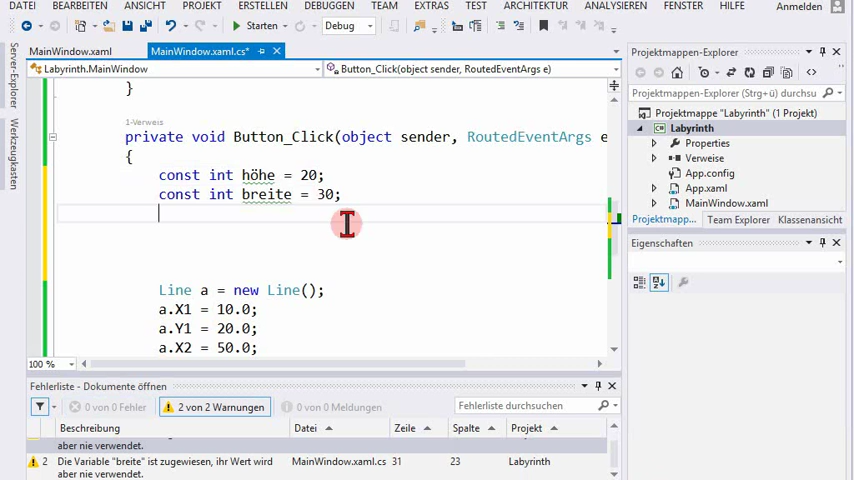 DATEI BEARBEITEN ANSICHT PROJEKT ERSTELLEN DEBUGGEN TEAM EXTRAS TEST ARCHITECTUR ANALYSIEREN FENSTER HILFE Anmelden
Starten Debug
MainWindow.xaml MainWindow.xaml.cs*
Labyrinth.MainWindow Button_Click(object sender, RoutedEventArgs e)
Server-Explorer
Werkzeugkasten
}
1-Verweis
private void Button_Click(object sender, RoutedEventArgs e
{
const int höhe = 20;
const int breite = 30;
Line a = new Line();
a.X1 = 10.0;
a.Y1 = 20.0;
a.X2 = 50.0;
100 %
Projektmappen-Explorer
Projektmappen-Explorer (Strg+ü) durchsu
Projektmappe "Labyrinth" (1 Projekt)
Labyrinth
Properties
Verweise
App.config
App.xaml
MainWindow.xaml
Projektmapp... Team Explorer Klassenansicht
Eigenschaften
Fehlerliste - Dokumente öffnen
0 von 0 Fehler 2 von 2 Warnungen 0 von 0 Meldungen Fehlerliste durchsuchen
Beschreibung Datei Zeile Spalte Projekt
aber nie verwendet.
2 Die Variable "breite" ist zugewiesen, ihr Wert wird MainWindow.xaml.cs 31 23 Labyrinth
aber nie verwendet.